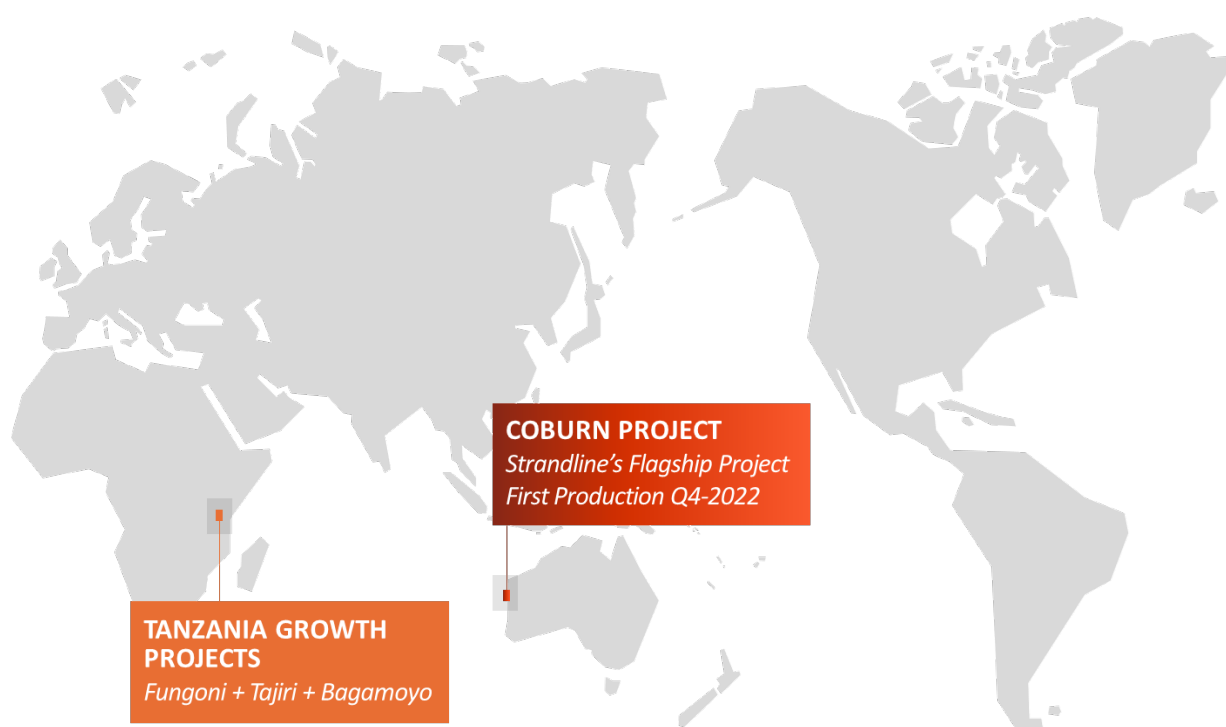 COBURN PROJECT
Strandline's Flagship Project
First Production Q4-2022
TANZANIA GROWTH
PROJECTS
Fungoni + Tajiri + Bagamoyo